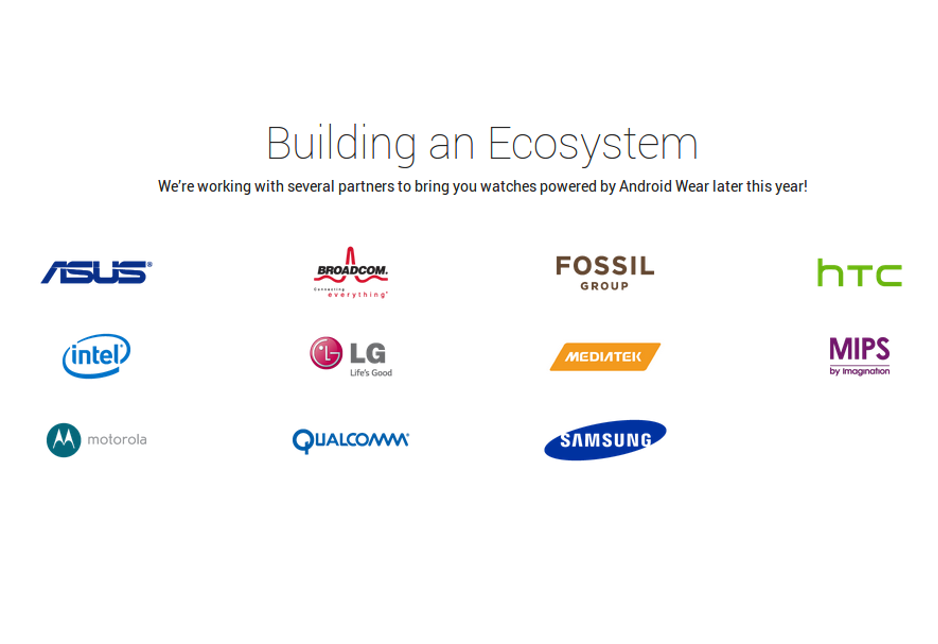 Building an Ecosystem
We're working with several partners to bring you watches powered by Android Wear later this year!
ASUS®
BROADCOM.
Connecting
everything®
FOSSIL
GROUP
hTC
intel®
LG
Life's Good
MEDIATEK
MIPS
by Imagination
motorola
QUALCOMM®
SAMSUNG